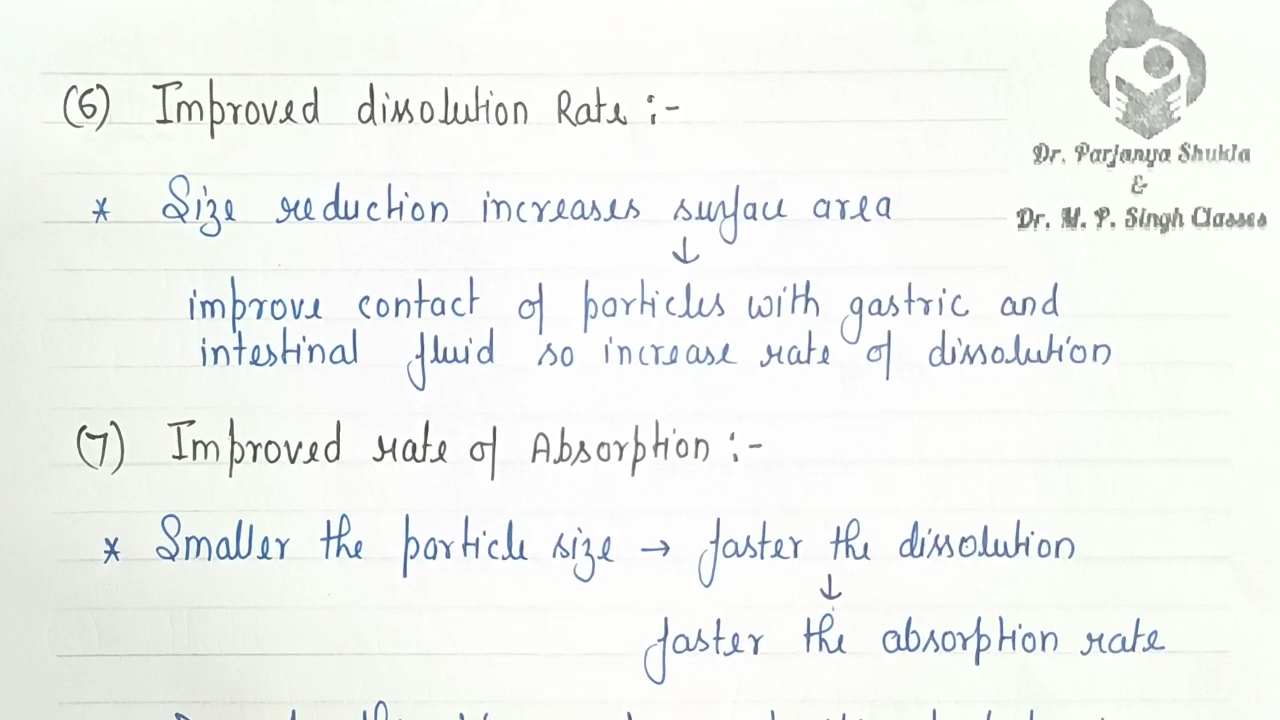 (6) Improved dissolution Rate :-
* Size reduction increases surface area
↓
improve contact of particles with gastric and
intestinal fluid so increase rate of dissolution
(7) Improved rate of Absorption :-
* Smaller the particle size → faster the dissolution
↓
faster the absorption rate
Dr. Parjanya Shukla
&
Dr. M. P. Singh Classes